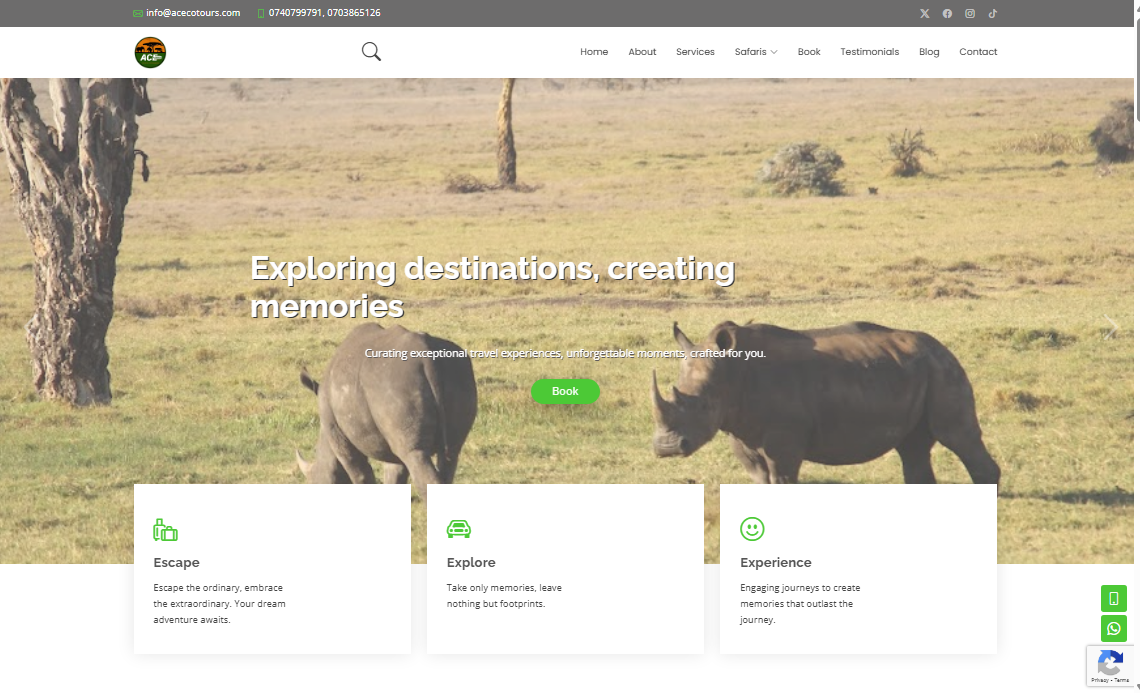 info@acecotours.com 0740799791, 0703865126
ACE
Home About Services Safaris Book Testimonials Blog Contact
Exploring destinations, creating
memories
Curating exceptional travel experiences, unforgettable moments, crafted for you.
Book
Escape
Escape the ordinary, embrace
the extraordinary. Your dream
adventure awaits.
Explore
Take only memories, leave
nothing but footprints.
Experience
Engaging journeys to create
memories that outlast the
journey.
Privacy - Terms